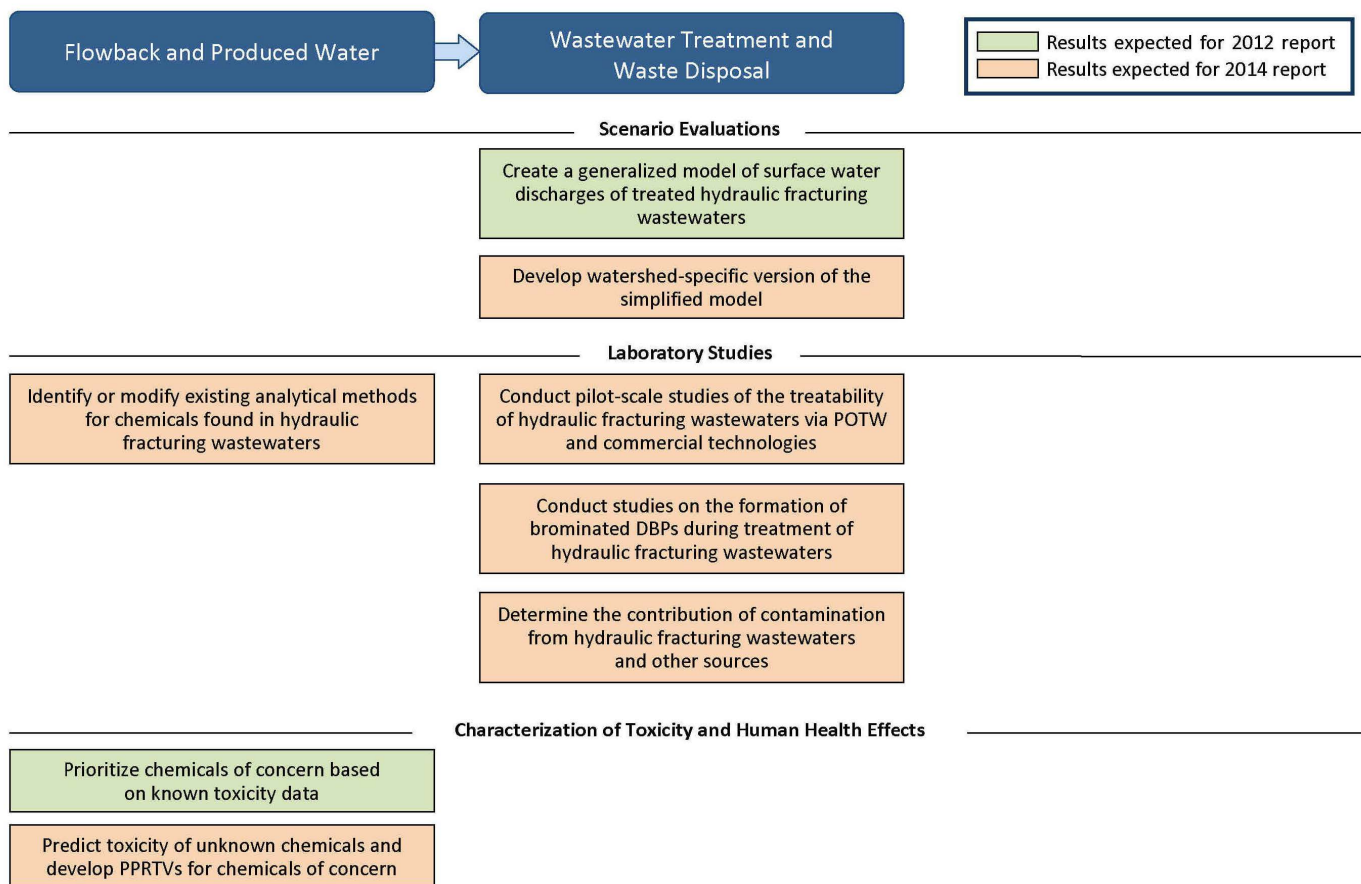 Flowback and Produced Water
Wastewater Treatment and
Waste Disposal
Results expected for 2012 report
Results expected for 2014 report
Scenario Evaluations
Create a generalized model of surface water
discharges of treated hydraulic fracturing
wastewaters
Develop watershed-specific version of the
simplified model
Laboratory Studies
Identify or modify existing analytical methods
for chemicals found in hydraulic
fracturing wastewaters
Conduct pilot-scale studies of the treatability
of hydraulic fracturing wastewaters via POTW
and commercial technologies
Conduct studies on the formation of
brominated DBPs during treatment of
hydraulic fracturing wastewaters
Determine the contribution of contamination
from hydraulic fracturing wastewaters
and other sources
Characterization of Toxicity and Human Health Effects
Prioritize chemicals of concern based
on known toxicity data
Predict toxicity of unknown chemicals and
develop PPRTVs for chemicals of concern